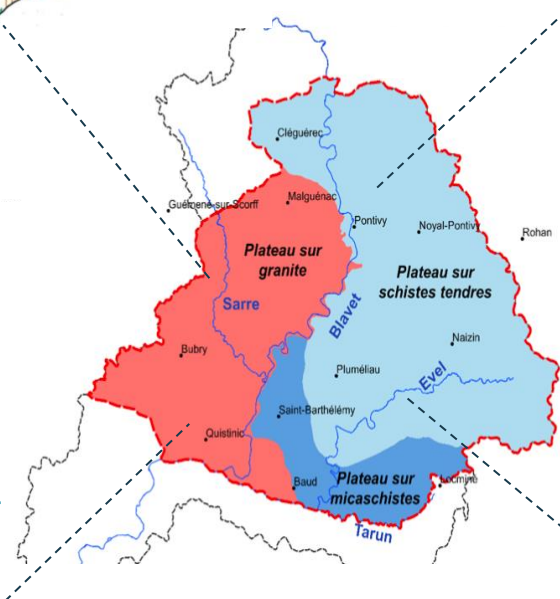 Cléguérec
Guémené-sur-Scorff
Malguénac
Pontivy
Noyal-Pontivy
Rohan
Plateau sur
granite
Plateau sur
schistes tendres
Sarre
Blavet
Naizin
Bubry
Pluméliau
Evel
Saint-Barthélémy
Quistinic
Baud
Plateau sur
micaschistes
Locminé
Tarun